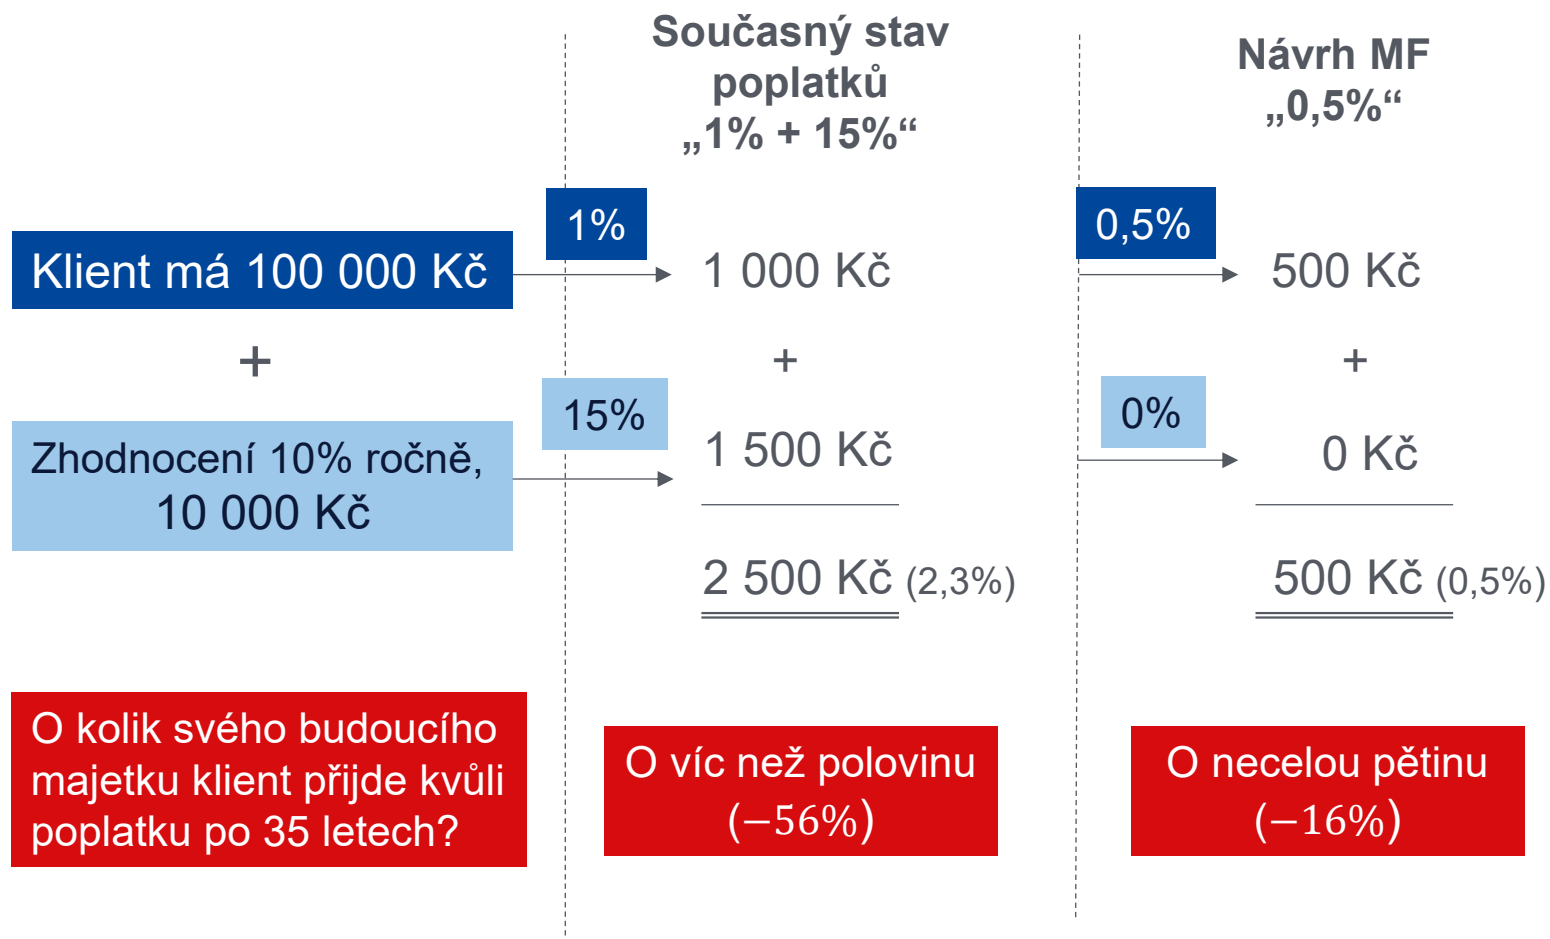 Současný stav
poplatků
„1% + 15%“
Návrh MF
„0,5%“
Klient má 100 000 Kč
1%
1 000 Kč
0,5%
500 Kč
+
+
+
Zhodnocení 10% ročně,
10 000 Kč
15%
1 500 Kč
0%
0 Kč
2 500 Kč (2,3%)
500 Kč (0,5%)
O kolik svého budoucího
majetku klient přijde kvůli
poplatku po 35 letech?
O víc než polovinu
(−56%)
O necelou pětinu
(−16%)